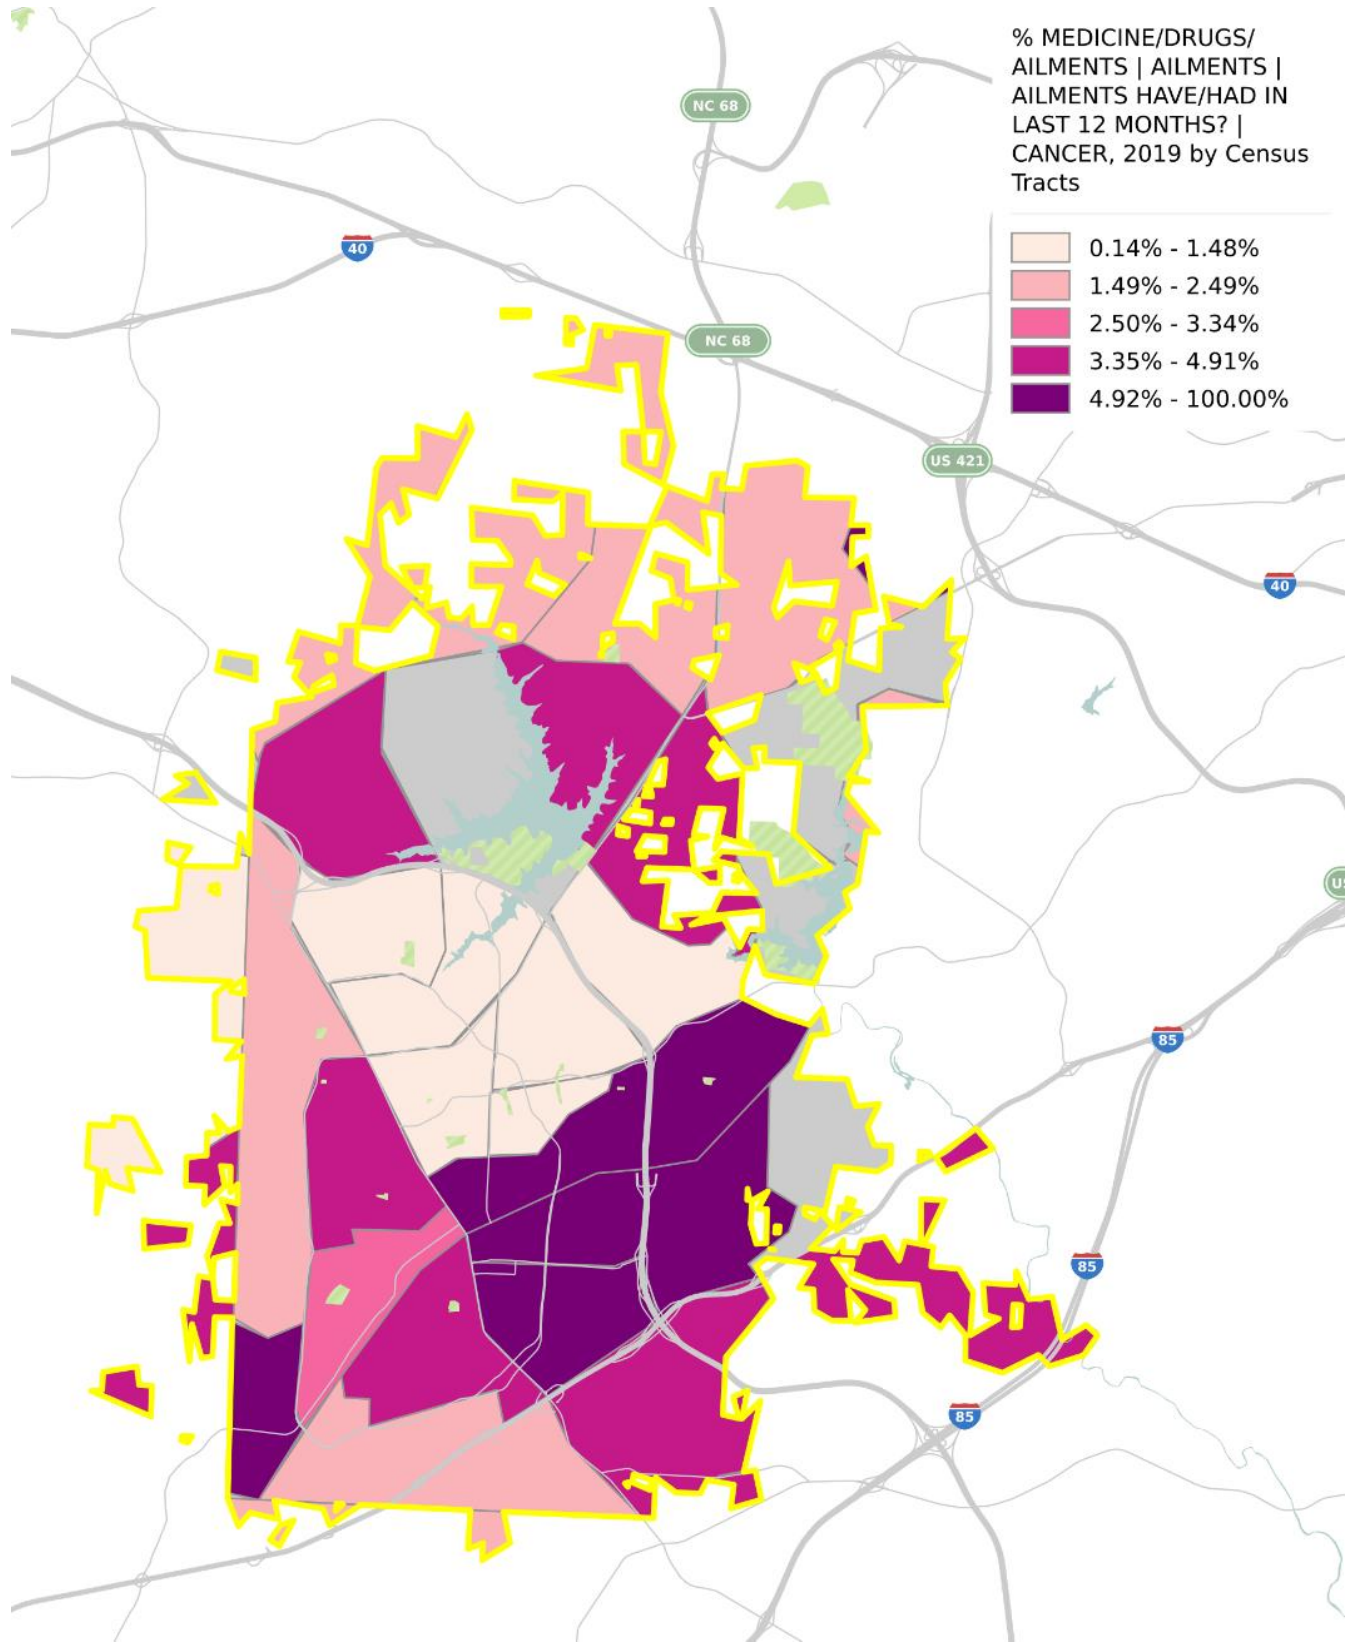 % MEDICINE/DRUGS/
AILMENTS | AILMENTS |
AILMENTS HAVE/HAD IN
LAST 12 MONTHS? |
CANCER, 2019 by Census
Tracts
0.14% - 1.48%
1.49% - 2.49%
2.50% - 3.34%
3.35% - 4.91%
4.92% - 100.00%
NC 68
40
NC 68
US 421
40
US
85
85
85